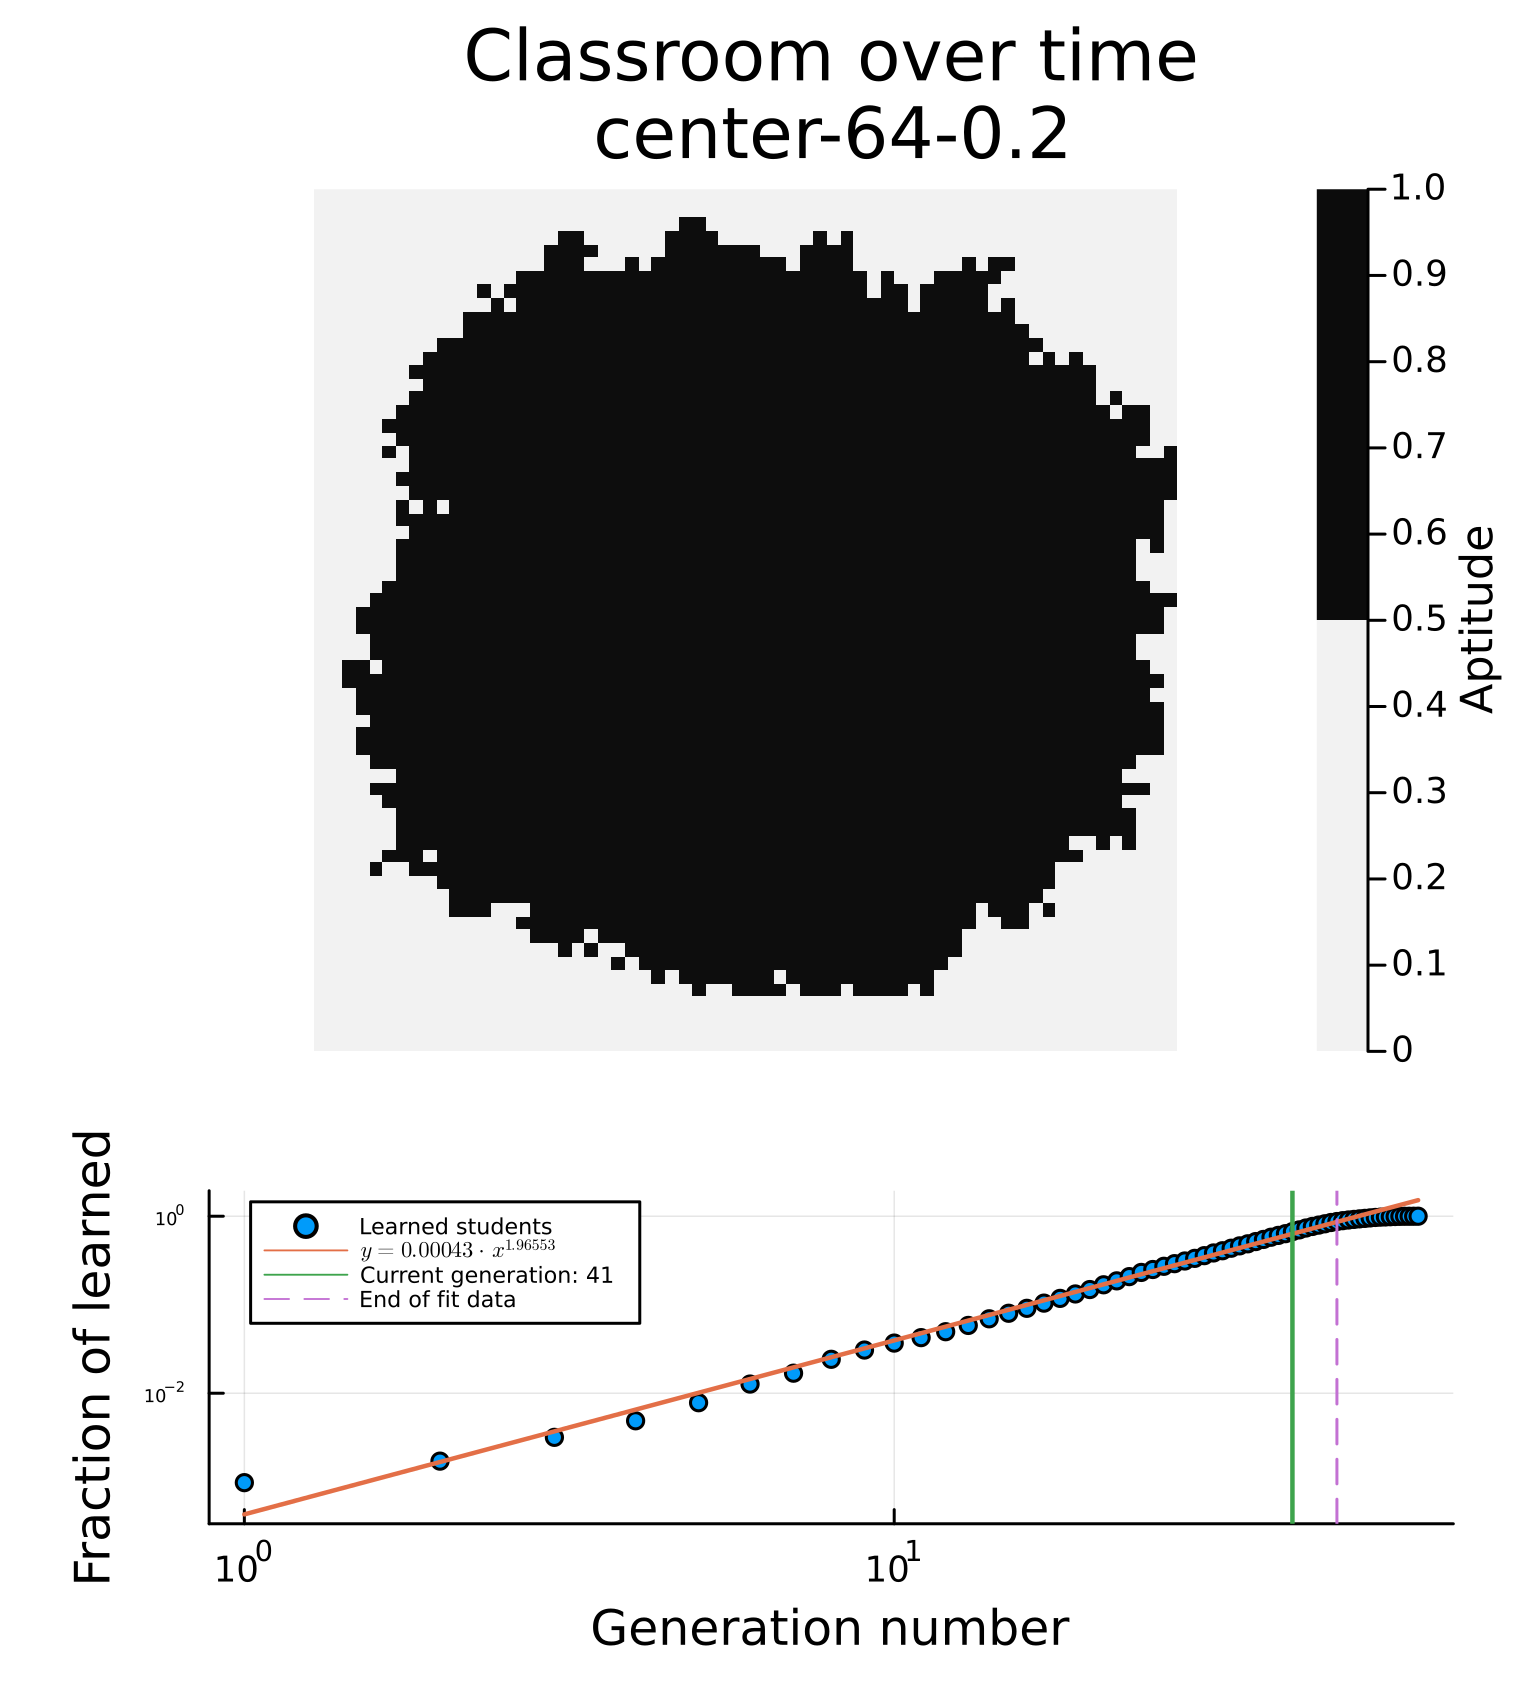 Classroom over time
center-64-0.2
1.0
0.9
0.8
0.7
0.6
0.5
0.4
0.3
0.2
0.1
0
Aptitude
Fraction of learned
10^0
10^-2
Learned students
y = 0.00043 · x^1.96553
Current generation: 41
End of fit data
10^0
10^1
Generation number